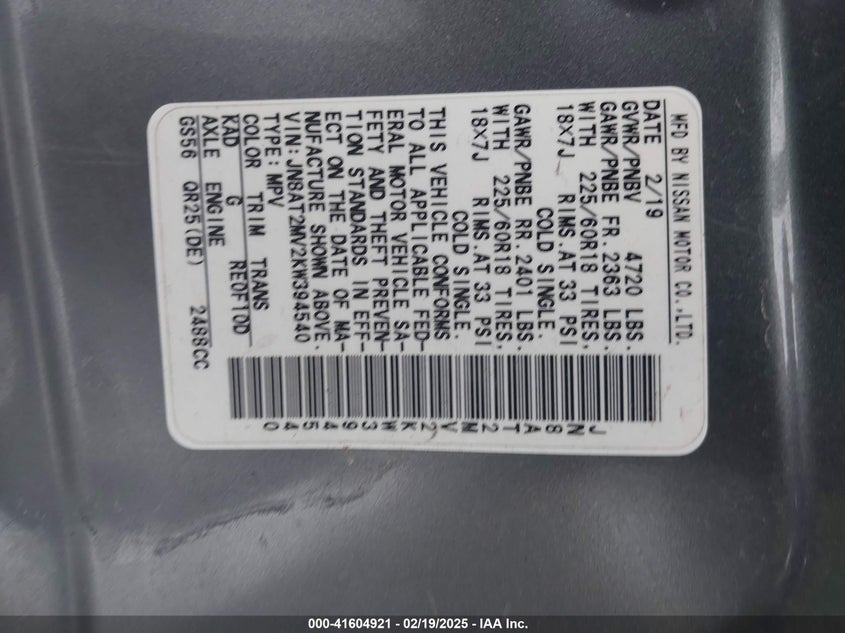 MFD BY NISSAN MOTOR CO.,LTD.
DATE 2/19
GVWR/PNBV 4720 LBS.
GAWR/PNBE FR. 2363 LBS.
WITH 225/60R18 TIRES,
18X7J RIMS.AT 33 PSI
COLD SINGLE.
GAWR/PNBE RR. 2401 LBS.
WITH 225/60R18 TIRES,
18X7J RIMS.AT 33 PSI
COLD SINGLE.
THIS VEHICLE CONFORMS
TO ALL APPLICABLE FED-
ERAL MOTOR VEHICLE SA-
FETY AND THEFT PREVEN-
TION STANDARDS IN EFF-
ECT ON THE DATE OF MA-
NUFACTURE SHOWN ABOVE.
VIN: JN8AT2MV2KW394540
TYPE: MPV
COLOR TRIM TRANS
KAD G RE0F10D
AXLE ENGINE
GS56 QR25(DE) 2488CC
JN8AT2MV2KW394540
000-41604921 — 02/19/2025 — IAA Inc.